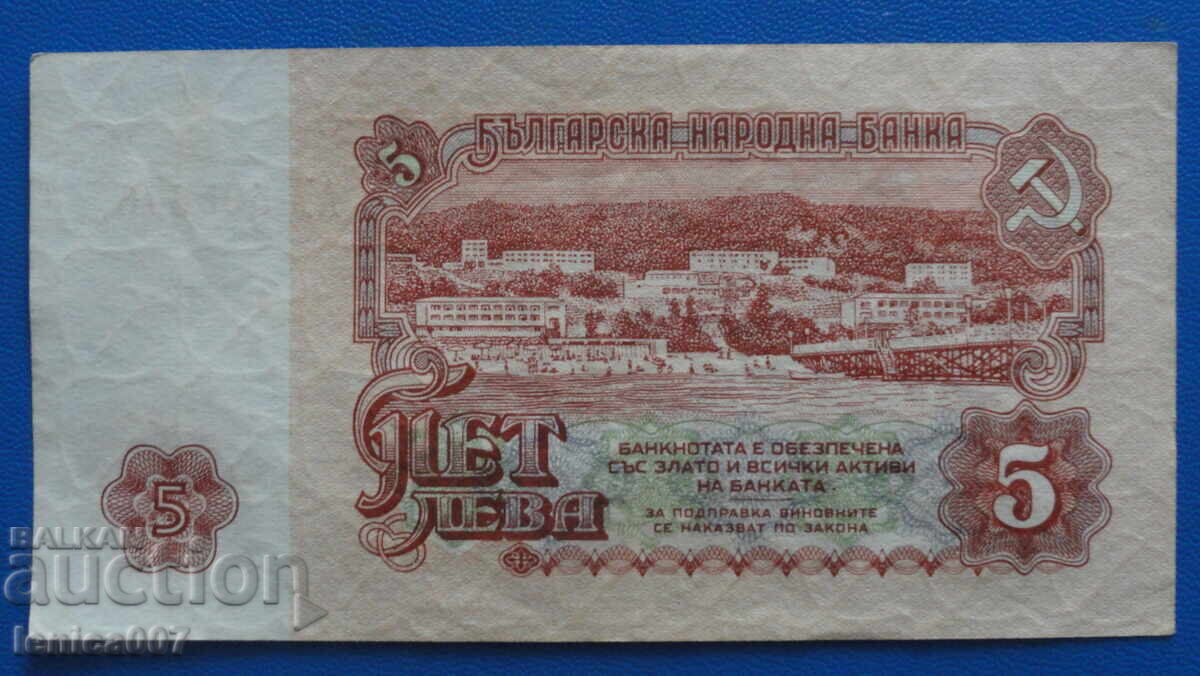 БЪЛГАРСКА НАРОДНА БАНКА
5
ПЕТ
ЛЕВА
БАНКНОТАТА Е ОБЕЗПЕЧЕНА
СЪС ЗЛАТО И ВСИЧКИ АКТИВИ
НА БАНКАТА.
ЗА ПОДПРАВКА ВИНОВНИТЕ
СЕ НАКАЗВАТ ПО ЗАКОНА
5
5
BALKAN
auction
lenica007